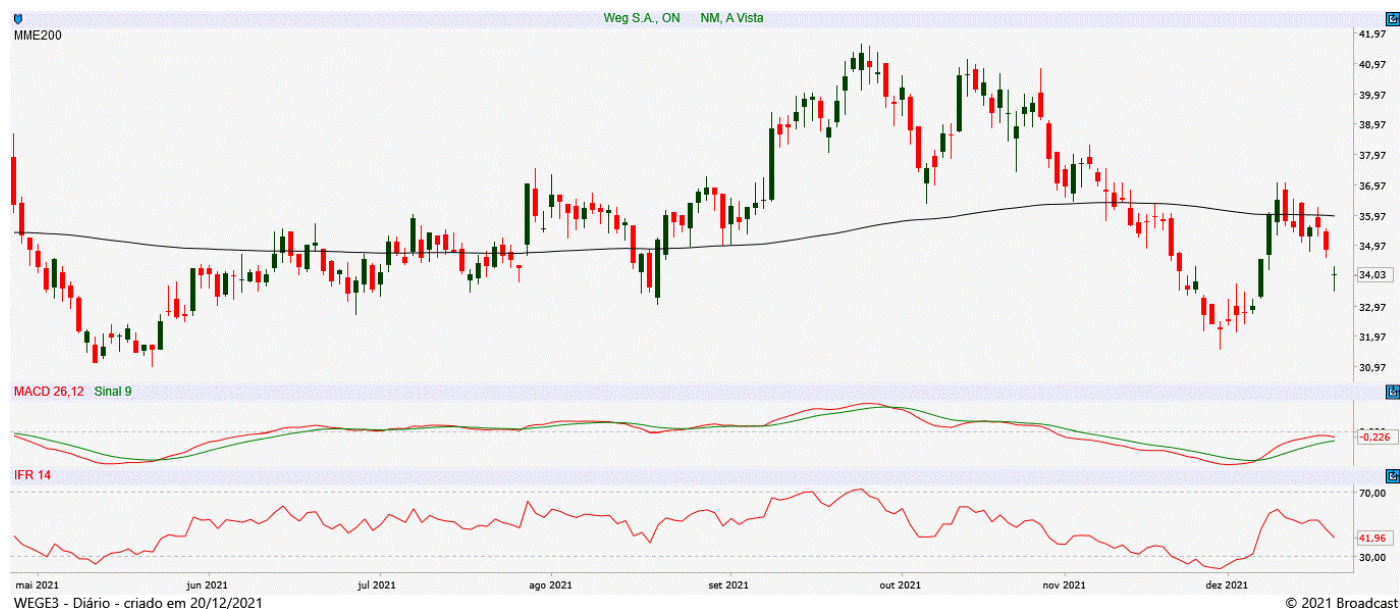 Weg S.A., ON NM, A Vista
MME200
41,97
40,97
39,97
38,97
37,97
36,97
35,97
34,97
34,03
32,97
31,97
30,97
MACD 26,12 Sinal 9
-0,226
IFR 14
70,00
41,96
30,00
mai 2021 jun 2021 jul 2021 ago 2021 set 2021 out 2021 nov 2021 dez 2021
WEGE3 - Diário - criado em 20/12/2021 © 2021 Broadcast